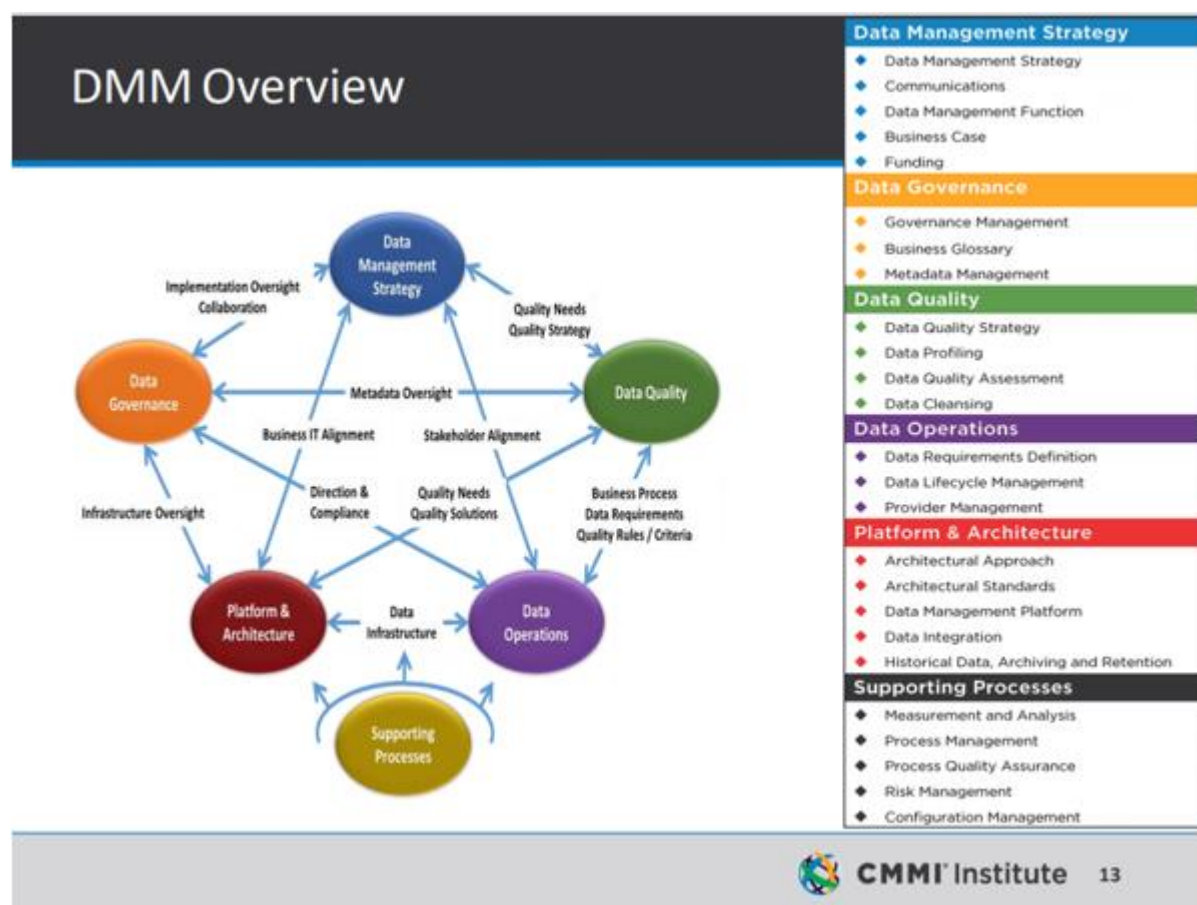 DMM Overview
Data
Management
Strategy
Implementation Oversight
Collaboration
Quality Needs
Quality Strategy
Data
Governance
Metadata Oversight
Data Quality
Business IT Alignment
Stakeholder Alignment
Infrastructure Oversight
Direction &
Compliance
Quality Needs
Quality Solutions
Business Process
Data Requirements
Quality Rules / Criteria
Platform &
Architecture
Data
Infrastructure
Data
Operations
Supporting
Processes
Data Management Strategy
Data Management Strategy
Communications
Data Management Function
Business Case
Funding
Data Governance
Governance Management
Business Glossary
Metadata Management
Data Quality
Data Quality Strategy
Data Profiling
Data Quality Assessment
Data Cleansing
Data Operations
Data Requirements Definition
Data Lifecycle Management
Provider Management
Platform & Architecture
Architectural Approach
Architectural Standards
Data Management Platform
Data Integration
Historical Data, Archiving and Retention
Supporting Processes
Measurement and Analysis
Process Management
Process Quality Assurance
Risk Management
Configuration Management
CMMI® Institute 13